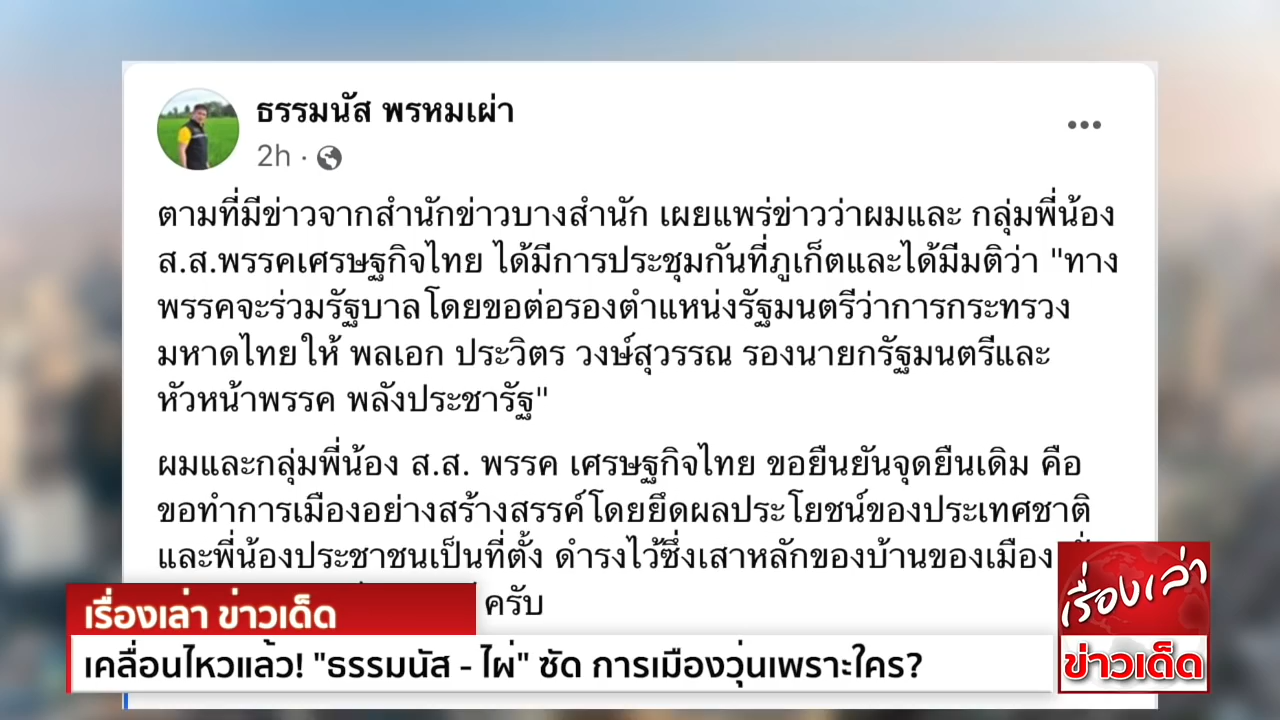 ธรรมนัส พรหมเผ่า
2h
ตามที่มีข่าวจากสำนักข่าวบางสำนัก เผยแพร่ข่าวว่าผมและ กลุ่มพี่น้อง
ส.ส.พรรคเศรษฐกิจไทย ได้มีการประชุมกันที่ภูเก็ตและได้มีมติว่า "ทาง
พรรคจะร่วมรัฐบาลโดยขอต่อรองตำแหน่งรัฐมนตรีว่าการกระทรวง
มหาดไทยให้ พลเอก ประวิตร วงษ์สุวรรณ รองนายกรัฐมนตรีและ
หัวหน้าพรรค พลังประชารัฐ"
ผมและกลุ่มพี่น้อง ส.ส. พรรค เศรษฐกิจไทย ขอยืนยันจุดยืนเดิม คือ
ขอทำการเมืองอย่างสร้างสรรค์โดยยึดผลประโยชน์ของประเทศชาติ
และพี่น้องประชาชนเป็นที่ตั้ง ดำรงไว้ซึ่งเสาหลักของบ้านของเมือง
ครับ
เรื่องเล่า ข่าวเด็ด
เคลื่อนไหวแล้ว! "ธรรมนัส - ไผ่" ซัด การเมืองวุ่นเพราะใคร?
เรื่องเล่า
ข่าวเด็ด